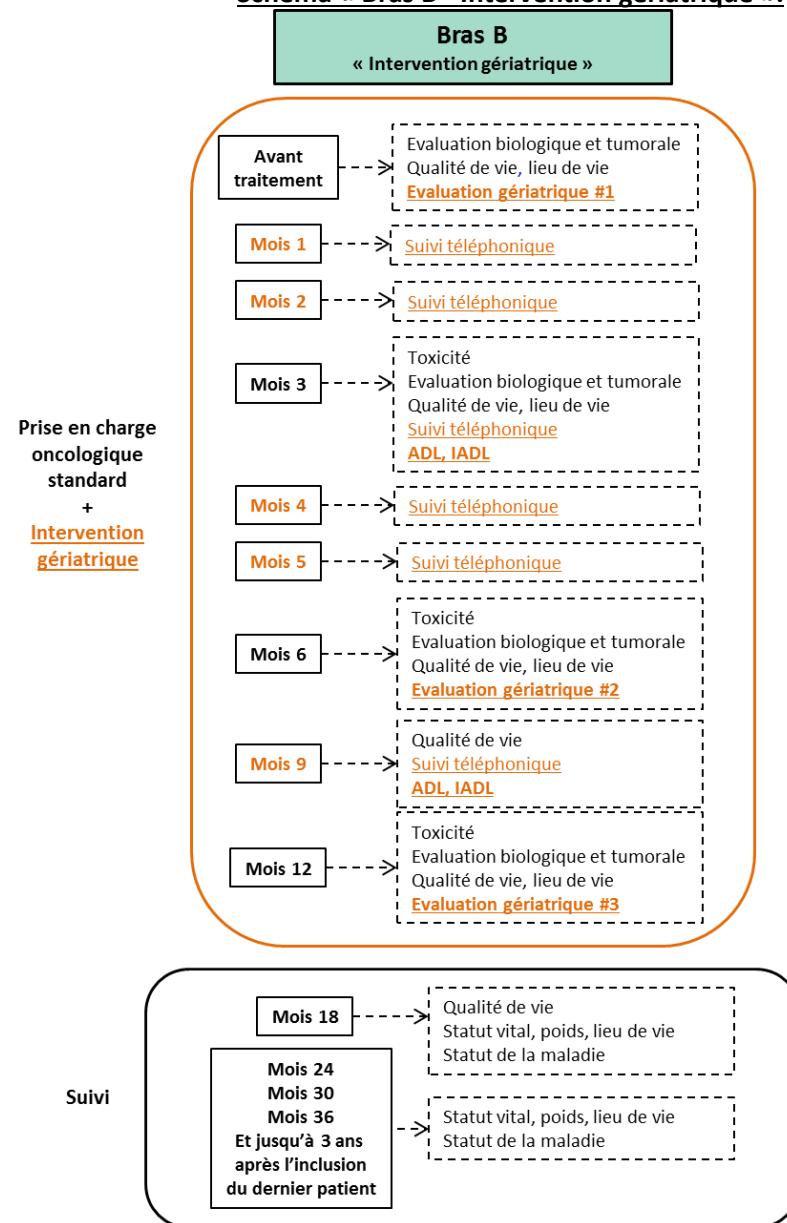 Schéma « Bras B - Intervention gériatrique »:
Bras B
« Intervention gériatrique »
Avant
traitement
Evaluation biologique et tumorale
Qualité de vie, lieu de vie
Evaluation gériatrique #1
Mois 1
Suivi téléphonique
Mois 2
Suivi téléphonique
Mois 3
Toxicité
Evaluation biologique et tumorale
Qualité de vie, lieu de vie
Suivi téléphonique
ADL, IADL
Prise en charge
oncologique
standard
+
Intervention
gériatrique
Mois 4
Suivi téléphonique
Mois 5
Suivi téléphonique
Mois 6
Toxicité
Evaluation biologique et tumorale
Qualité de vie, lieu de vie
Evaluation gériatrique #2
Mois 9
Qualité de vie
Suivi téléphonique
ADL, IADL
Mois 12
Toxicité
Evaluation biologique et tumorale
Qualité de vie, lieu de vie
Evaluation gériatrique #3
Suivi
Mois 18
Qualité de vie
Statut vital, poids, lieu de vie
Statut de la maladie
Mois 24
Mois 30
Mois 36
Et jusqu'à 3 ans
après l'inclusion
du dernier patient
Statut vital, poids, lieu de vie
Statut de la maladie